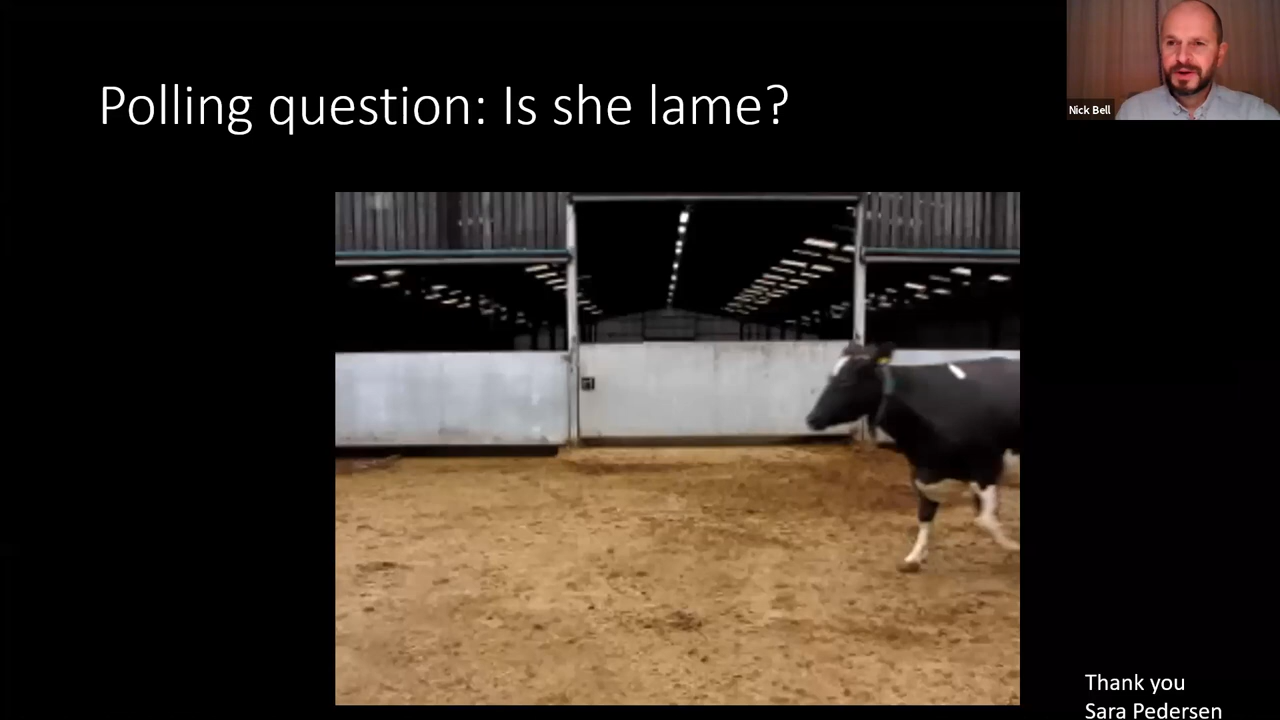 Polling question: Is she lame?
Nick Bell
Thank you
Sara Pedersen